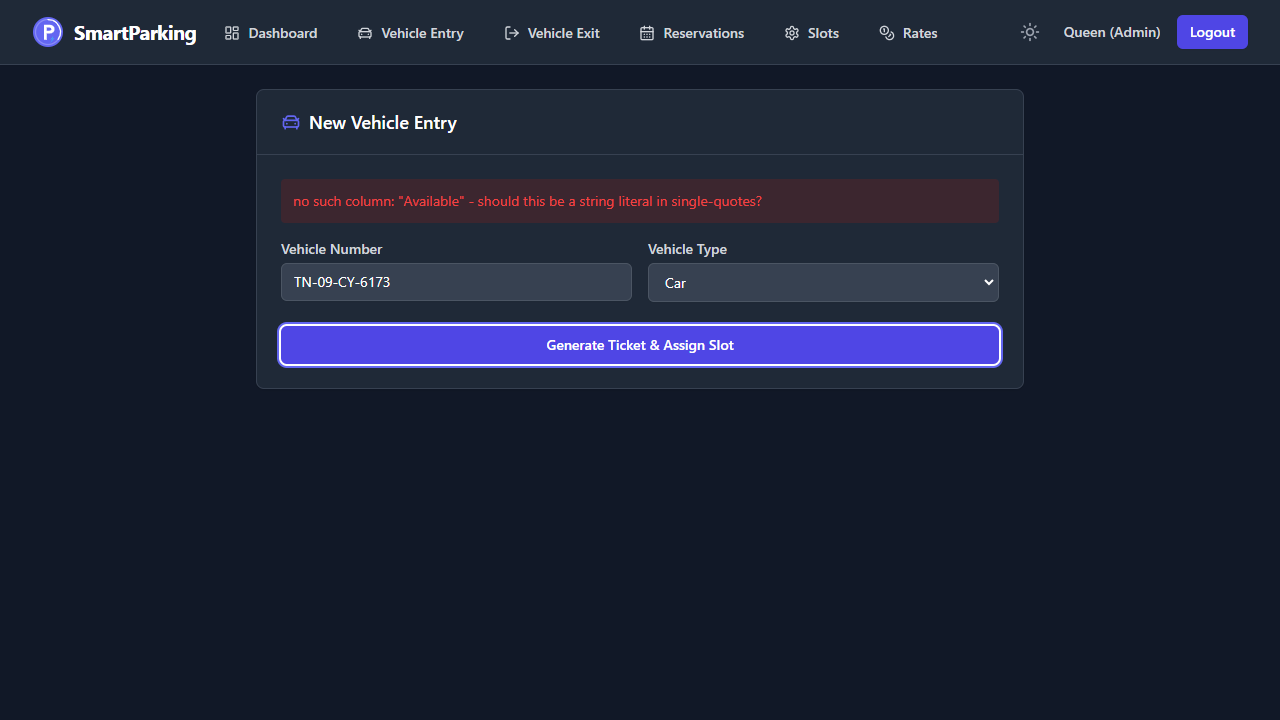 P SmartParking Dashboard Vehicle Entry Vehicle Exit Reservations Slots Rates Queen (Admin) Logout
New Vehicle Entry
no such column: "Available" - should this be a string literal in single-quotes?
Vehicle Number Vehicle Type
TN-09-CY-6173 Car
Generate Ticket & Assign Slot